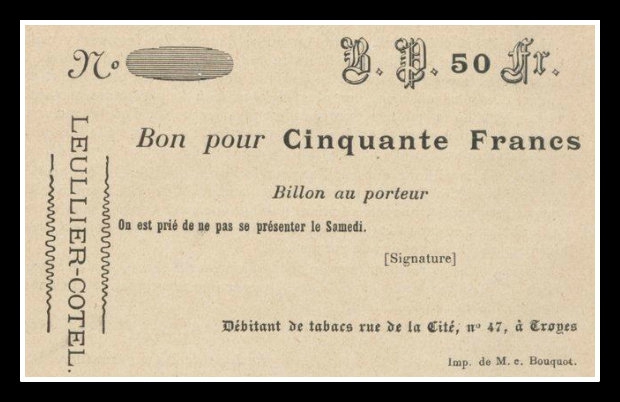 No
B. P. 50 Fr.
LEULLIER-COTEL.
Bon pour Cinquante Francs
Billon au porteur
On est prié de ne pas se présenter le Samedi.
[Signature]
Débitant de tabacs rue de la Cité, nº 47, à Troyes
Imp. de M. c. Bouquot.